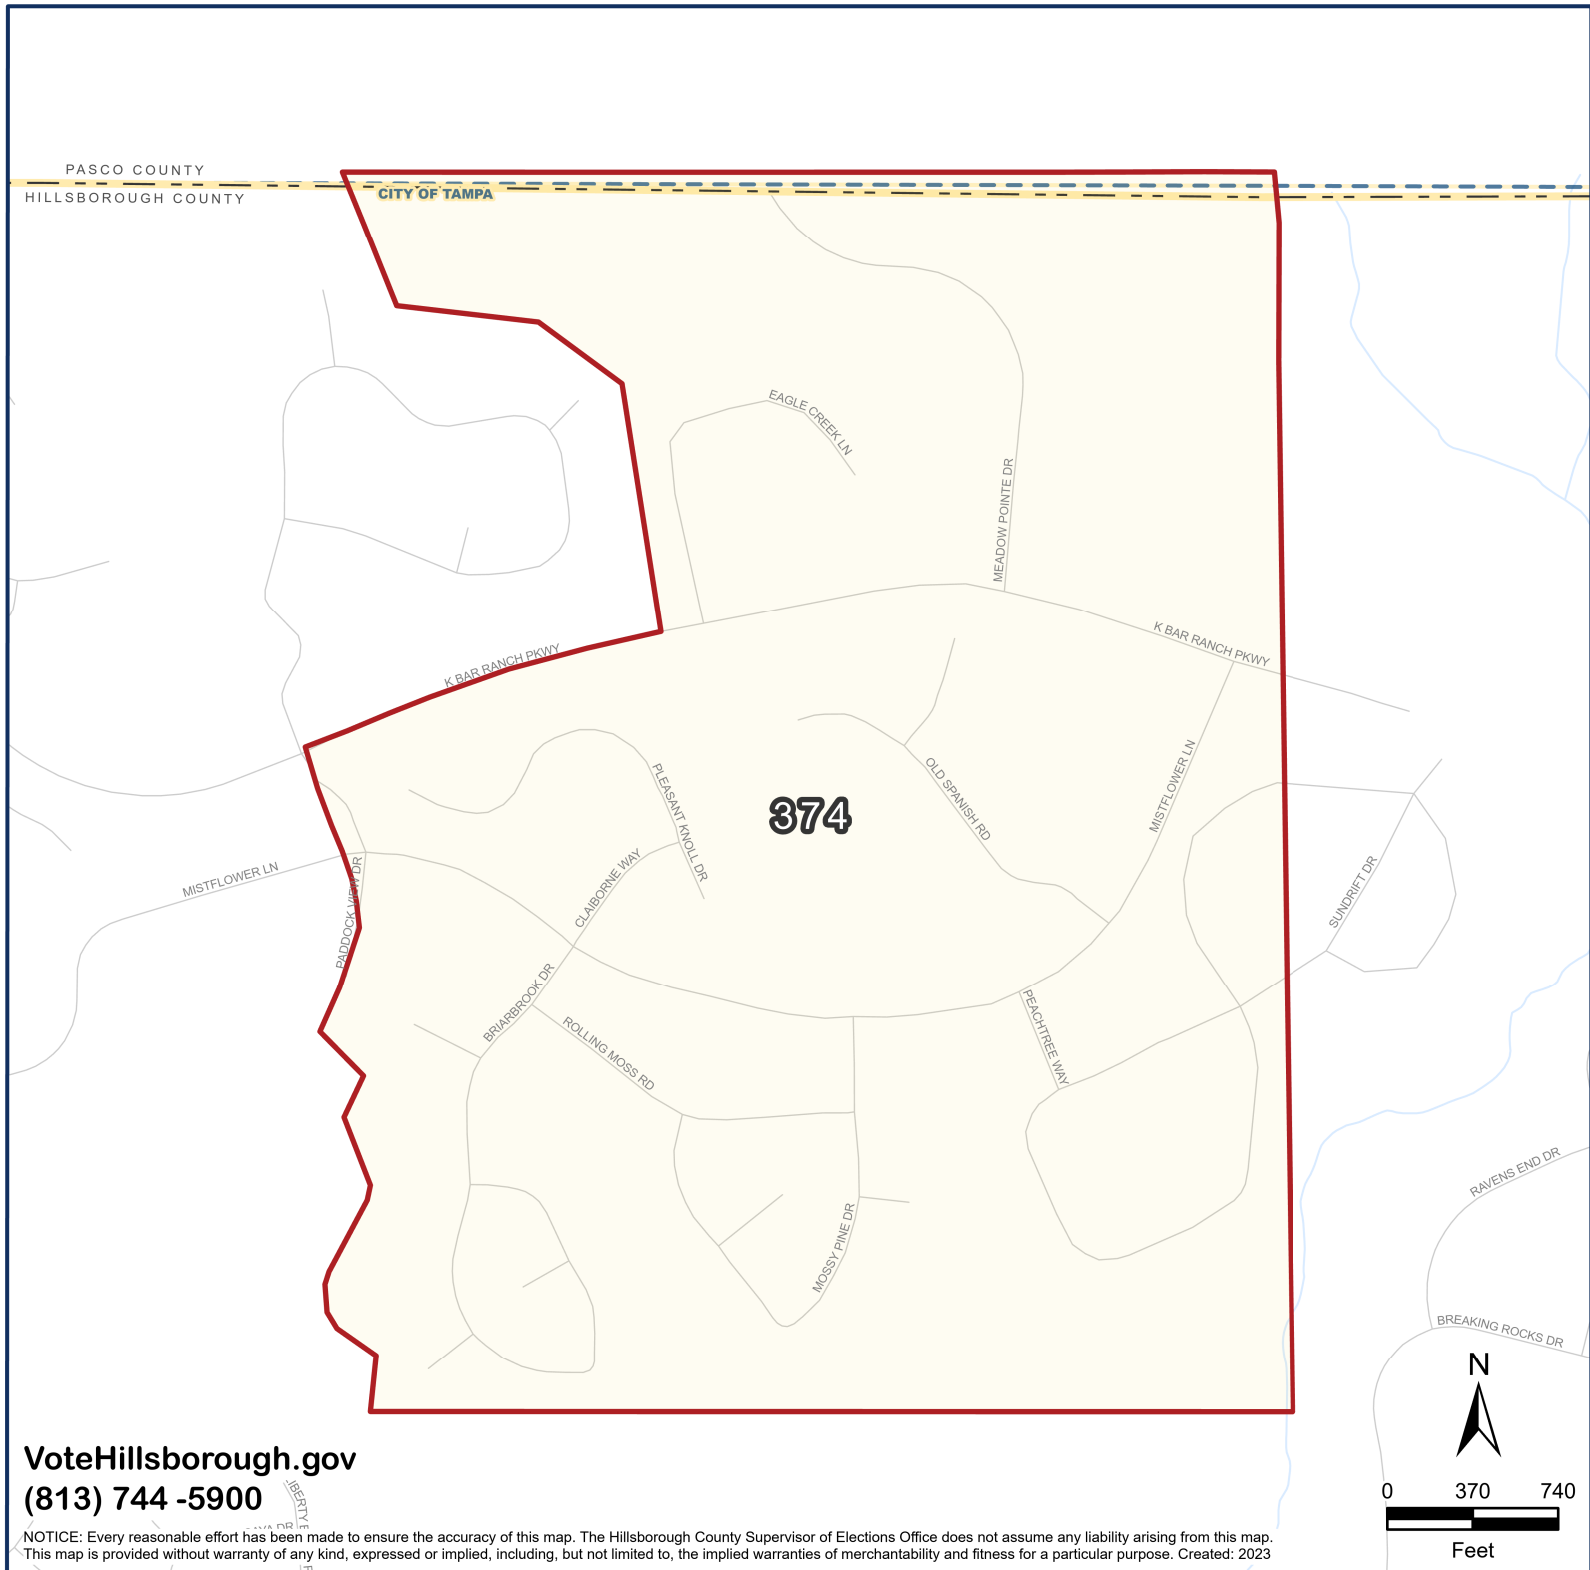 PASCO COUNTY
HILLSBOROUGH COUNTY
CITY OF TAMPA
EAGLE CREEK LN
MEADOW POINTE DR
K BAR RANCH PKWY
K BAR RANCH PKWY
PLEASANT KNOLL DR
OLD SPANISH RD
MISTFLOWER LN
374
CLAIBORNE WAY
MISTFLOWER LN
PADDOCK VIEW DR
SUNDRIFT DR
BRIARBROOK DR
ROLLING MOSS RD
PEACHTREE WAY
MOSSY PINE DR
RAVENS END DR
BREAKING ROCKS DR
N
VoteHillsborough.gov
(813) 744 -5900
0 370 740
Feet
NOTICE: Every reasonable effort has been made to ensure the accuracy of this map. The Hillsborough County Supervisor of Elections Office does not assume any liability arising from this map.
This map is provided without warranty of any kind, expressed or implied, including, but not limited to, the implied warranties of merchantability and fitness for a particular purpose. Created: 2023